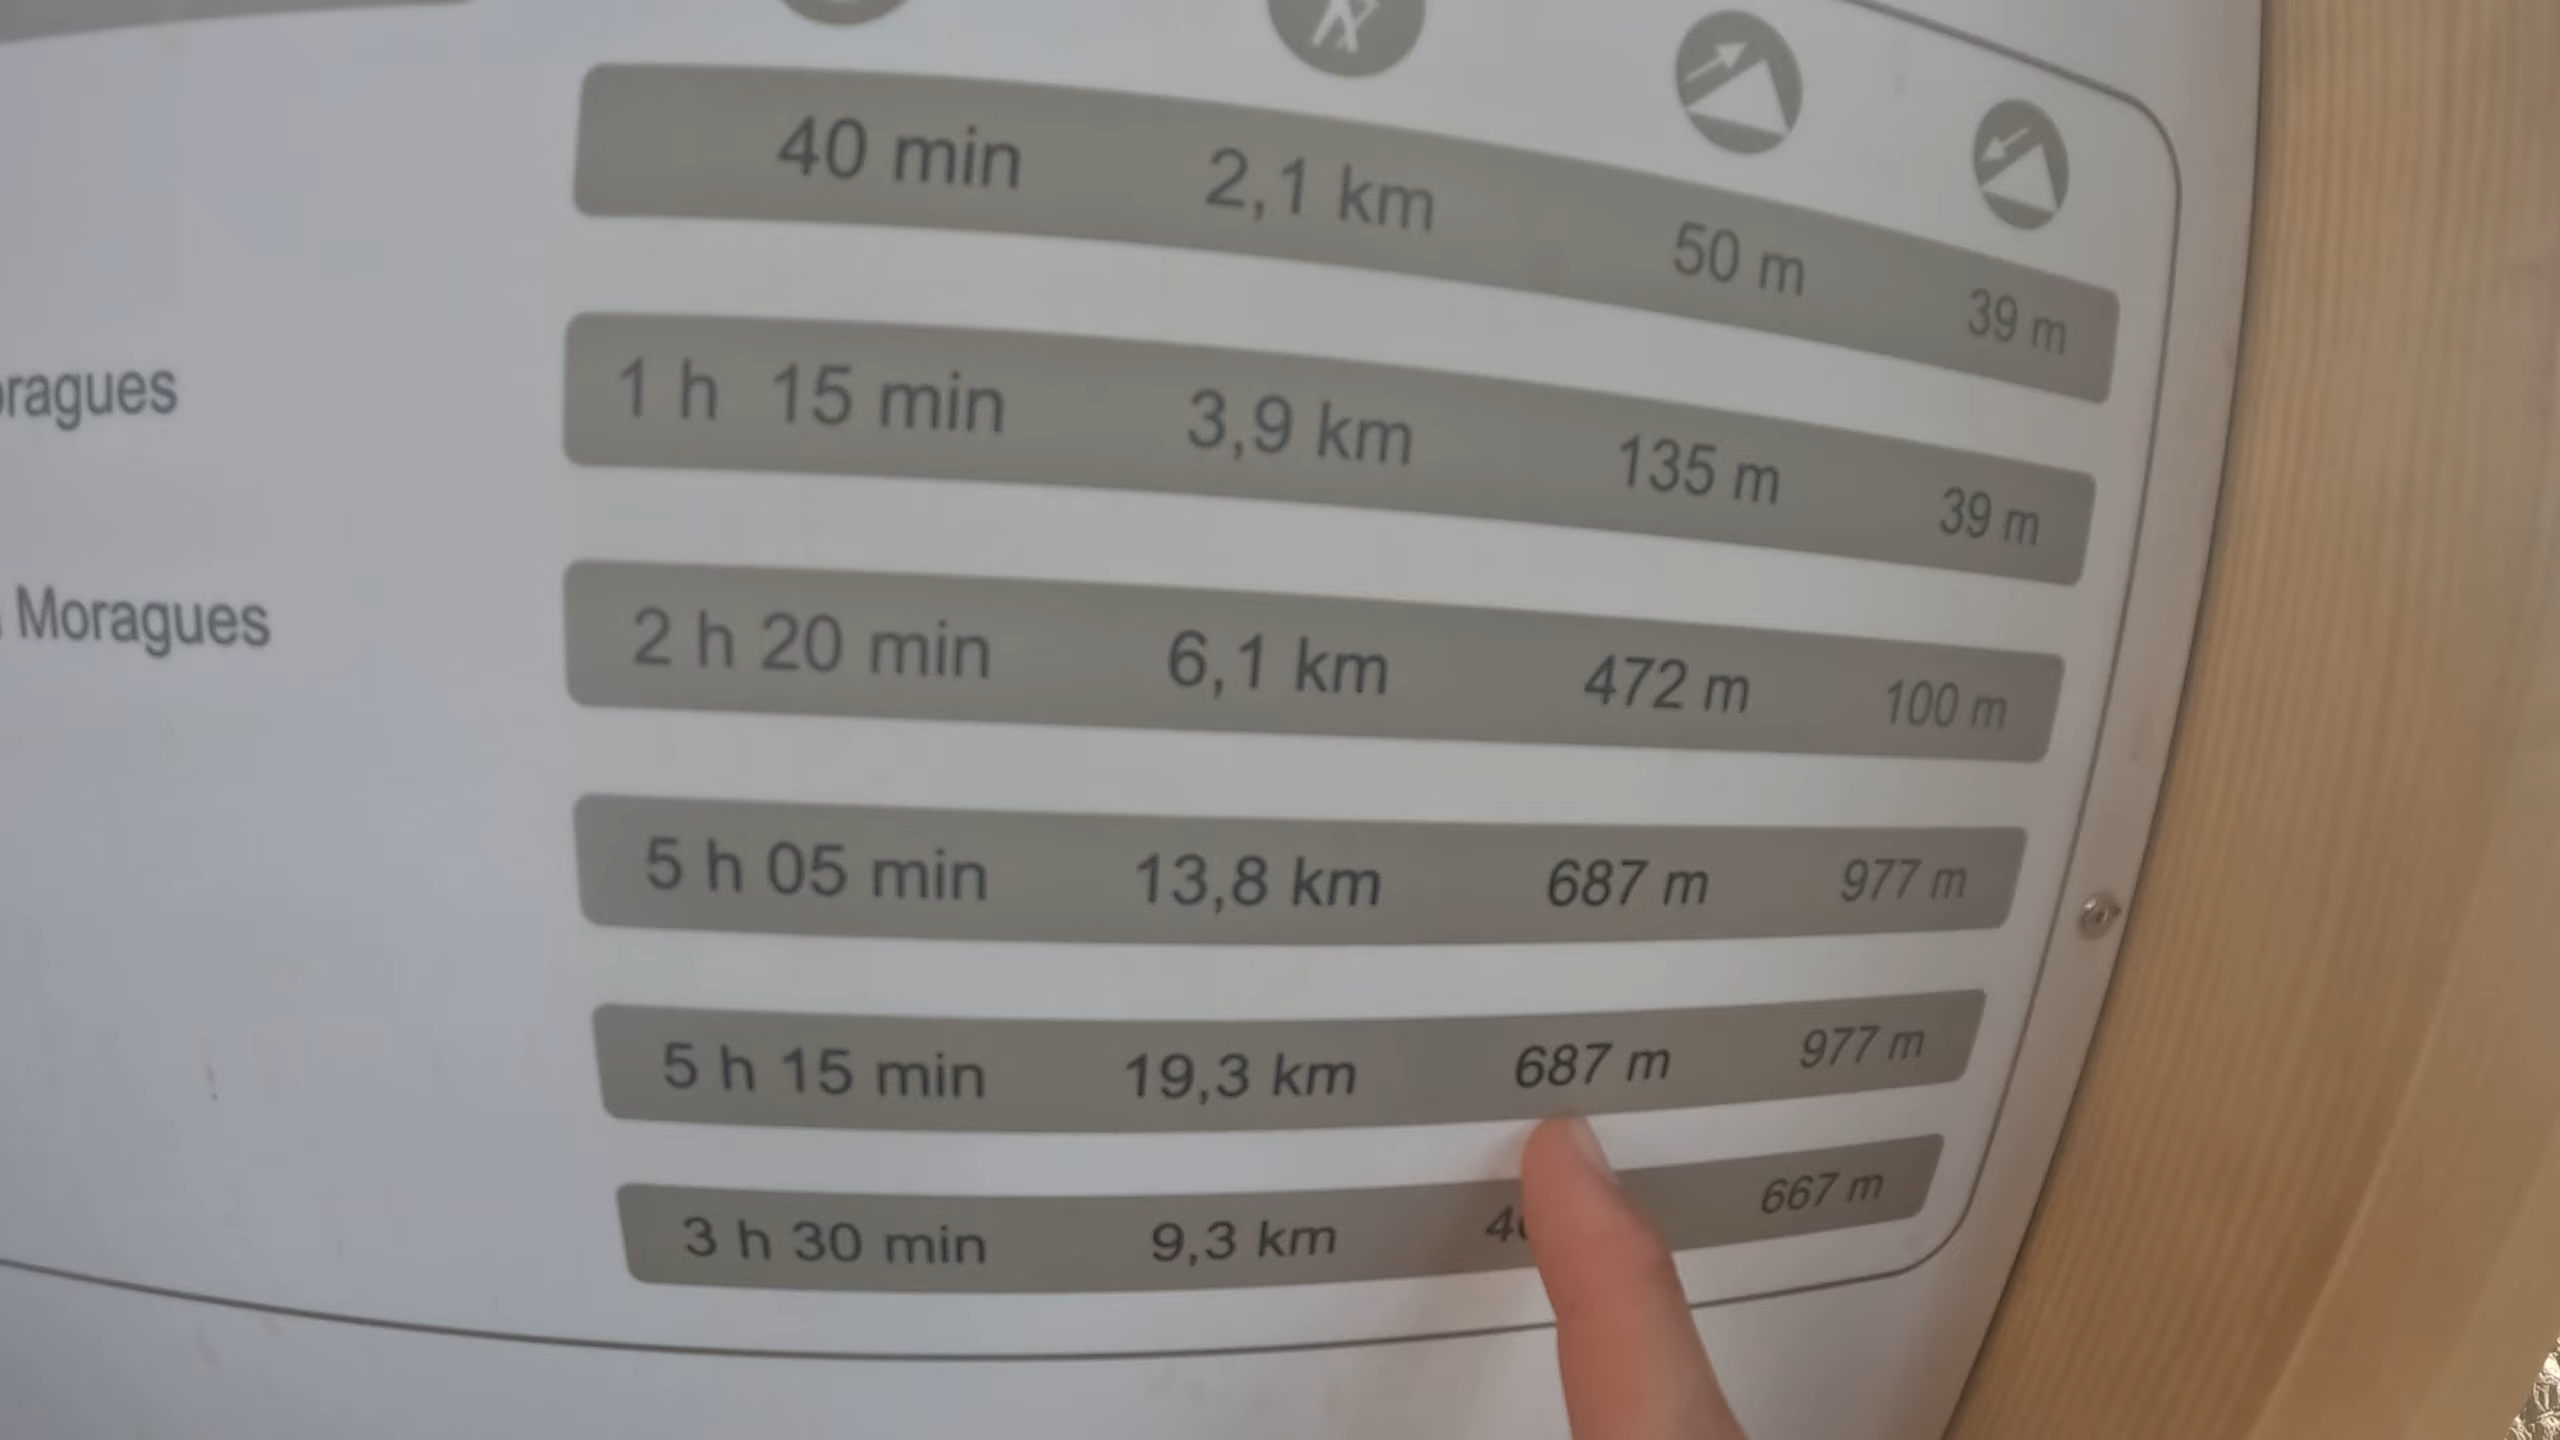 40 min 2,1 km 50 m 39 m
1 h 15 min 3,9 km 135 m 39 m
Moragues 2 h 20 min 6,1 km 472 m 100 m
5 h 05 min 13,8 km 687 m 977 m
5 h 15 min 19,3 km 687 m 977 m
3 h 30 min 9,3 km 667 m